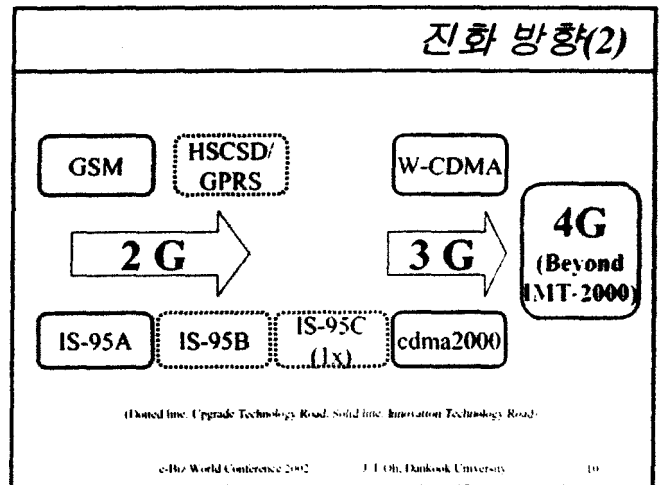 진화 방향(2)
GSM
HSCSD/
GPRS
W-CDMA
2 G
3 G
4G
(Beyond
IMT-2000)
IS-95A
IS-95B
IS-95C
(1x)
cdma2000
(Dotted line: Upgrade Technology Road, Solid line: Innovation Technology Road)
e-Biz World Conference 2002
J. T. Oh, Dankook University
10